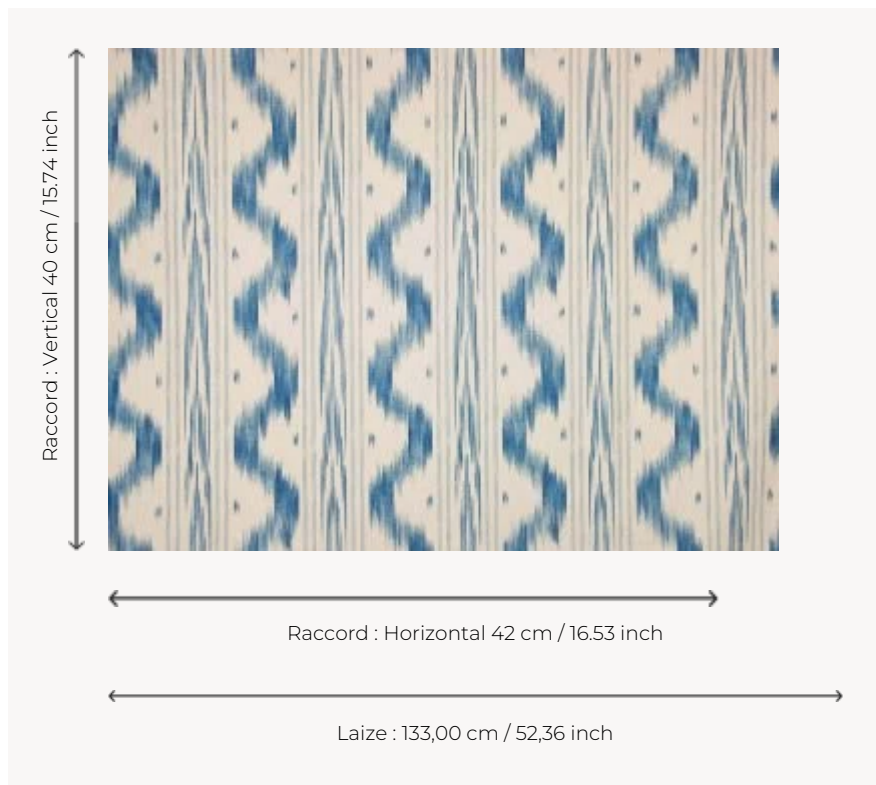 Raccord : Vertical 40 cm / 15.74 inch
Raccord : Horizontal 42 cm / 16.53 inch
Laize : 133,00 cm / 52,36 inch